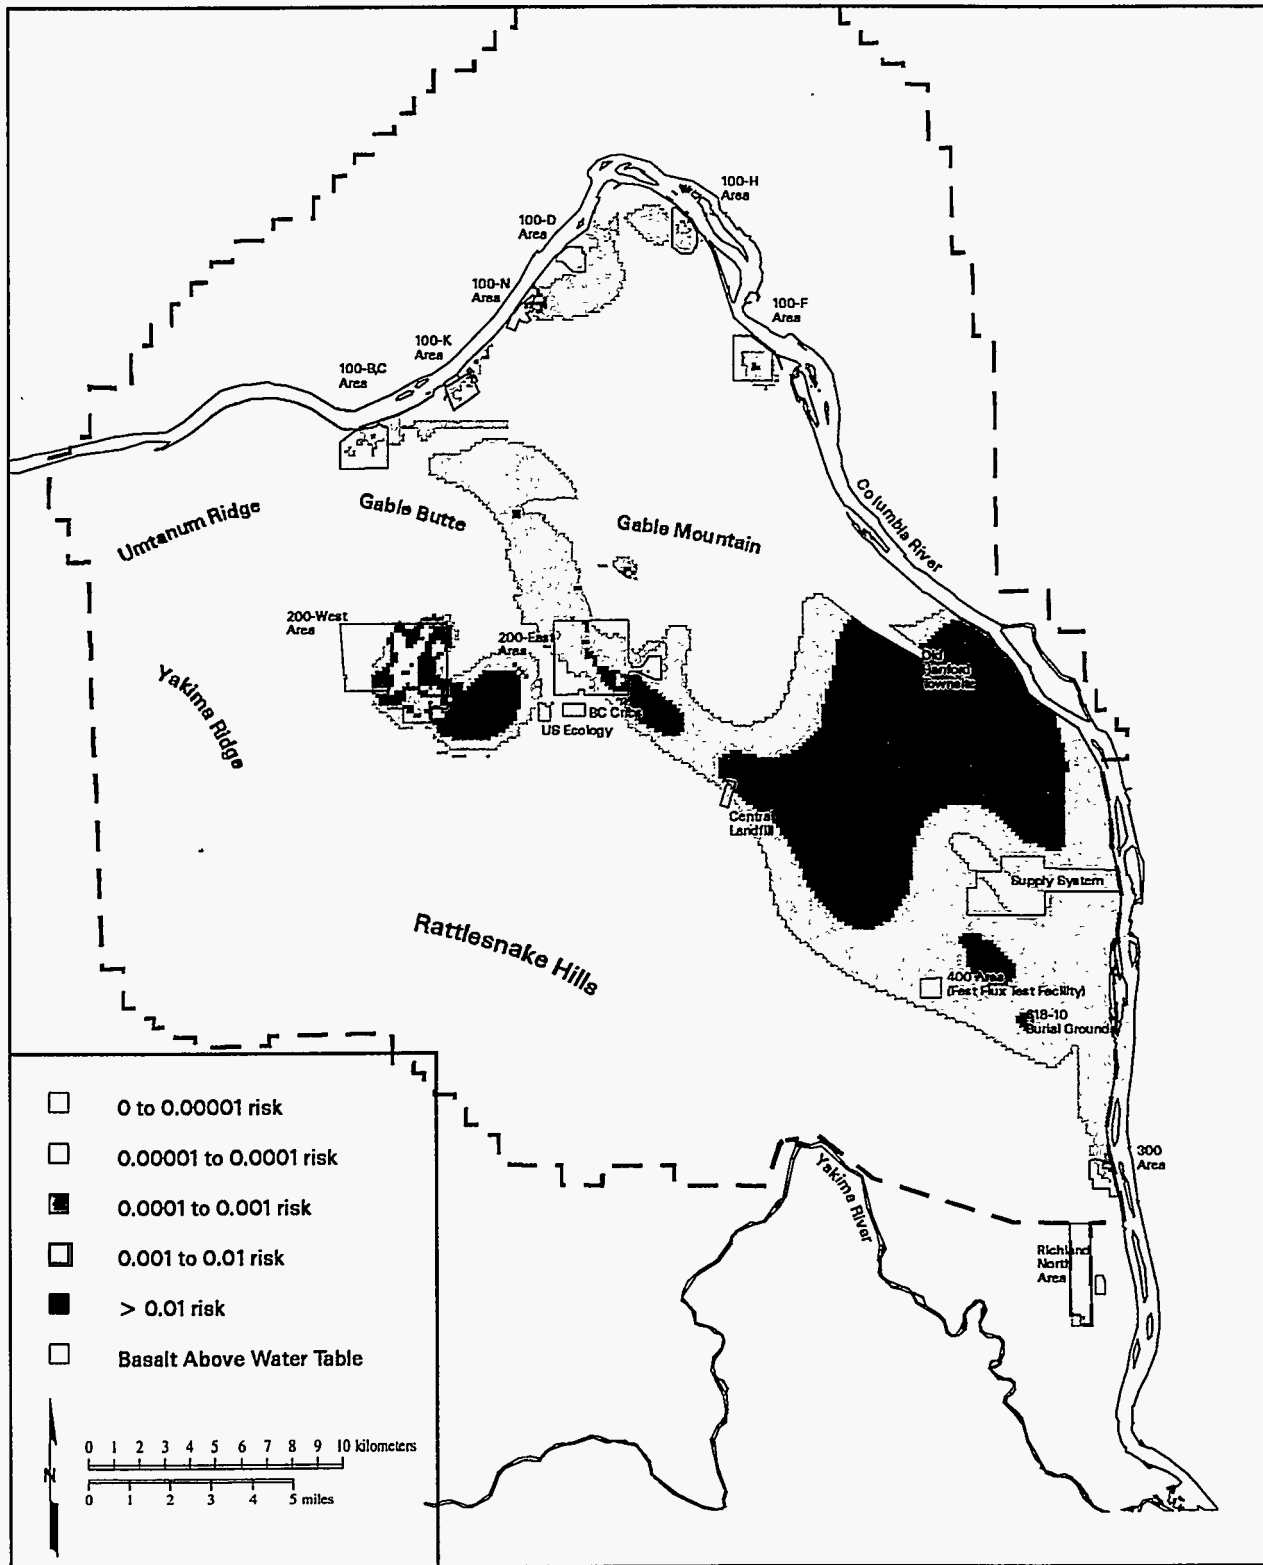 100-H
Area
100-D
Area
100-N
Area
100-F
Area
100-K
Area
100-B,C
Area
Columbia River
Umtanum Ridge
Gable Butte
Gable Mountain
200-West
Area
200-East
Area
Old
Hanford
Townsite
Yakima Ridge
BC Cribs
US Ecology
Central
Landfill
Supply System
Rattlesnake Hills
400 Area
(Fast Flux Test Facility)
618-10
Burial Grounds
0 to 0.00001 risk
0.00001 to 0.0001 risk
0.0001 to 0.001 risk
0.001 to 0.01 risk
> 0.01 risk
Basalt Above Water Table
300
Area
Yakima River
Richland
North
Area
N
0 1 2 3 4 5 6 7 8 9 10 kilometers
0 1 2 3 4 5 miles